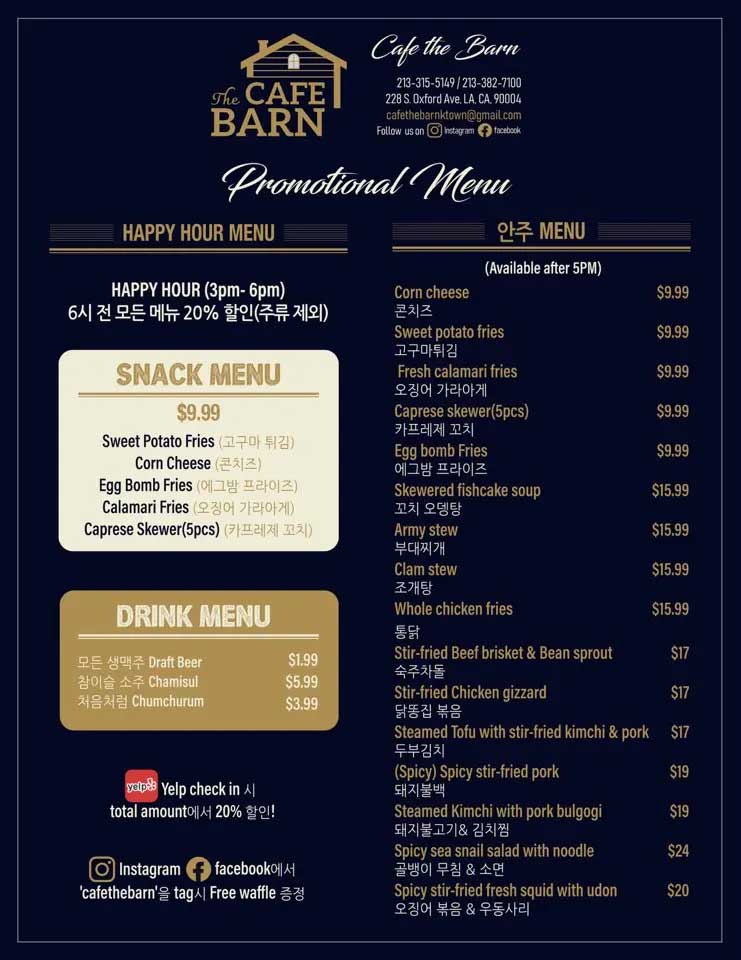 The CAFE
BARN
Cafe the Barn
213-315-5149 / 213-382-7100
228 S. Oxford Ave, LA, CA, 90004
cafethebarnktown@gmail.com
Follow us on Instagram facebook
Promotional Menu
HAPPY HOUR MENU
HAPPY HOUR (3pm- 6pm)
6시 전 모든 메뉴 20% 할인(주류 제외)
SNACK MENU
$9.99
Sweet Potato Fries (고구마 튀김)
Corn Cheese (콘치즈)
Egg Bomb Fries (에그밤 프라이즈)
Calamari Fries (오징어 가라아게)
Caprese Skewer(5pcs) (카프레제 꼬치)
DRINK MENU
모든 생맥주 Draft Beer $1.99
참이슬 소주 Chamisul $5.99
처음처럼 Chumchurum $3.99
yelp Yelp check in 시
total amount에서 20% 할인!
Instagram facebook에서
'cafethebarn'을 tag시 Free waffle 증정
안주 MENU
(Available after 5PM)
Corn cheese $9.99
콘치즈
Sweet potato fries $9.99
고구마튀김
Fresh calamari fries $9.99
오징어 가라아게
Caprese skewer(5pcs) $9.99
카프레제 꼬치
Egg bomb Fries $9.99
에그밤 프라이즈
Skewered fishcake soup $15.99
꼬치 오뎅탕
Army stew $15.99
부대찌개
Clam stew $15.99
조개탕
Whole chicken fries $15.99
통닭
Stir-fried Beef brisket & Bean sprout $17
숙주차돌
Stir-fried Chicken gizzard $17
닭똥집 볶음
Steamed Tofu with stir-fried kimchi & pork $17
두부김치
(Spicy) Spicy stir-fried pork $19
돼지불백
Steamed Kimchi with pork bulgogi $19
돼지불고기& 김치찜
Spicy sea snail salad with noodle $24
골뱅이 무침 & 소면
Spicy stir-fried fresh squid with udon $20
오징어 볶음 & 우동사리